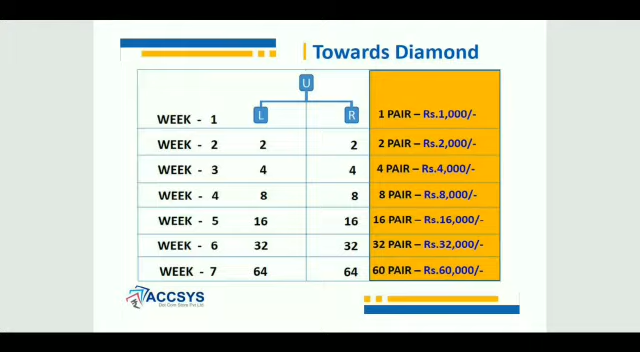 Towards Diamond
U
WEEK - 1 L R 1 PAIR – Rs.1,000/-
WEEK - 2 2 2 2 PAIR – Rs.2,000/-
WEEK - 3 4 4 4 PAIR – Rs.4,000/-
WEEK - 4 8 8 8 PAIR – Rs.8,000/-
WEEK - 5 16 16 16 PAIR – Rs.16,000/-
WEEK - 6 32 32 32 PAIR – Rs.32,000/-
WEEK - 7 64 64 60 PAIR – Rs.60,000/-
ACCSYS